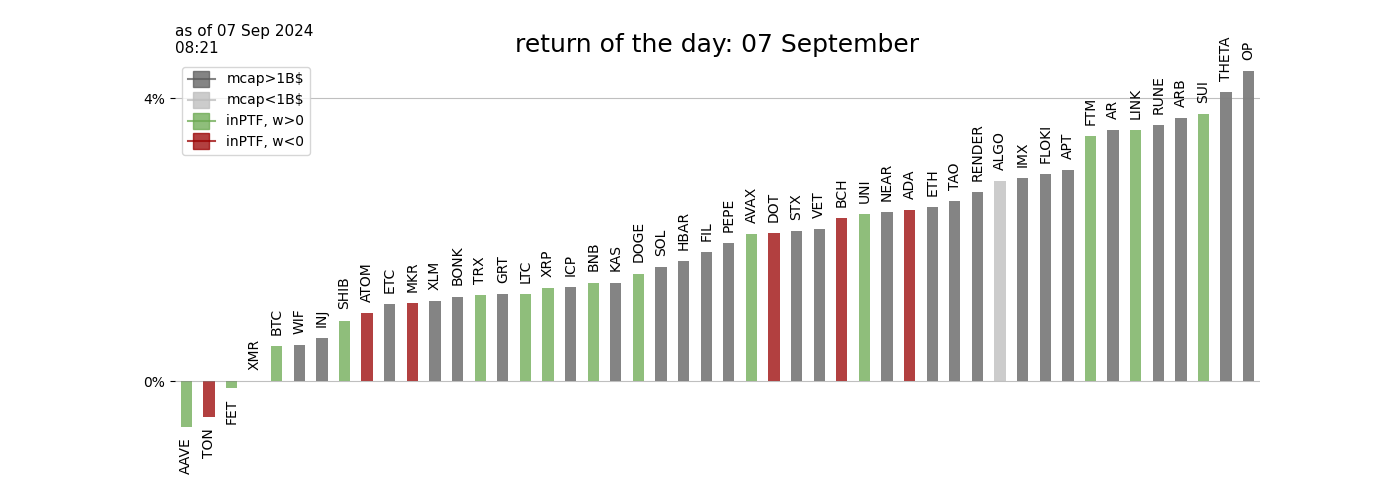 as of 07 Sep 2024
08:21
return of the day: 07 September
mcap>1B$
mcap<1B$
inPTF, w>0
inPTF, w<0
4%
0%
AAVE
TON
FET
XMR
BTC
WIF
INJ
SHIB
ATOM
ETC
MKR
XLM
BONK
TRX
GRT
LTC
XRP
ICP
BNB
KAS
DOGE
SOL
HBAR
FIL
PEPE
AVAX
DOT
STX
VET
BCH
UNI
NEAR
ADA
ETH
TAO
RENDER
ALGO
IMX
FLOKI
APT
FTM
AR
LINK
RUNE
ARB
SUI
THETA
OP